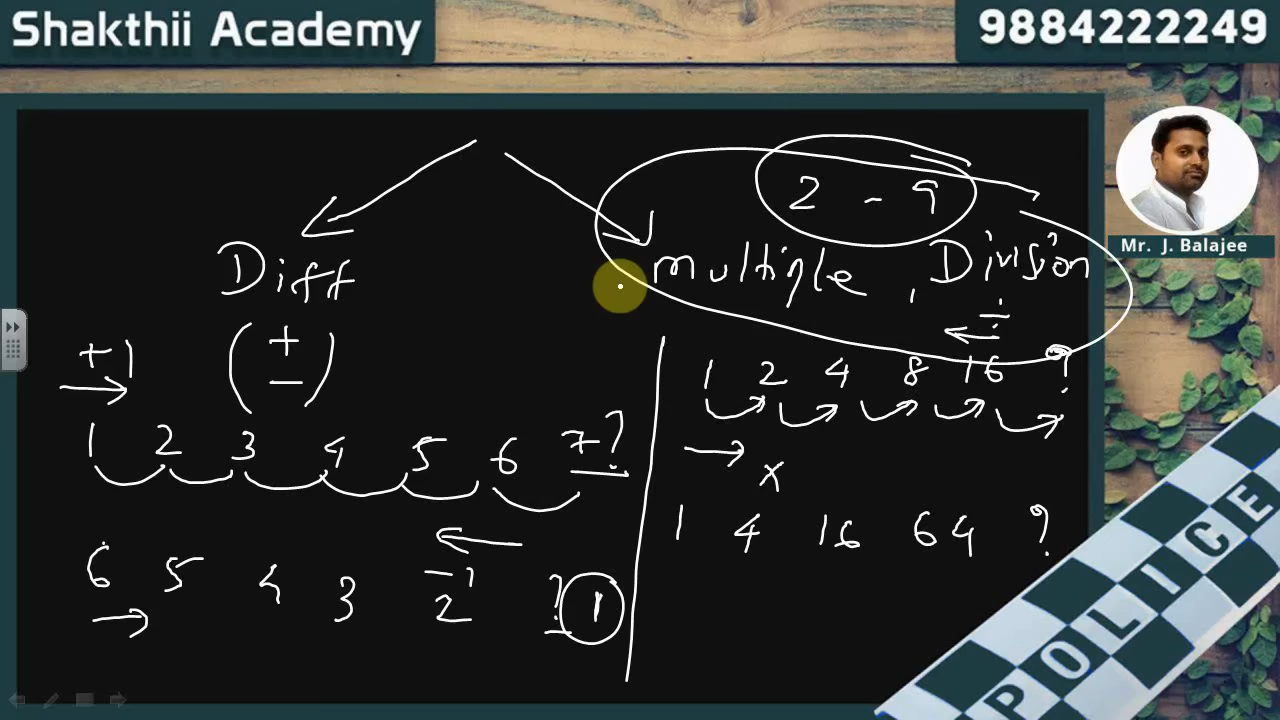 Shakthii Academy
9884222249
2 - 9
Diff
multiple, Division
Mr. J. Balajee
÷
+1
( + - )
1 2 4 8 16 ?
1 2 3 4 5 6 7?
x
1 4 16 64 ?
-1
6 5 4 3 2 ? 1
POLICE